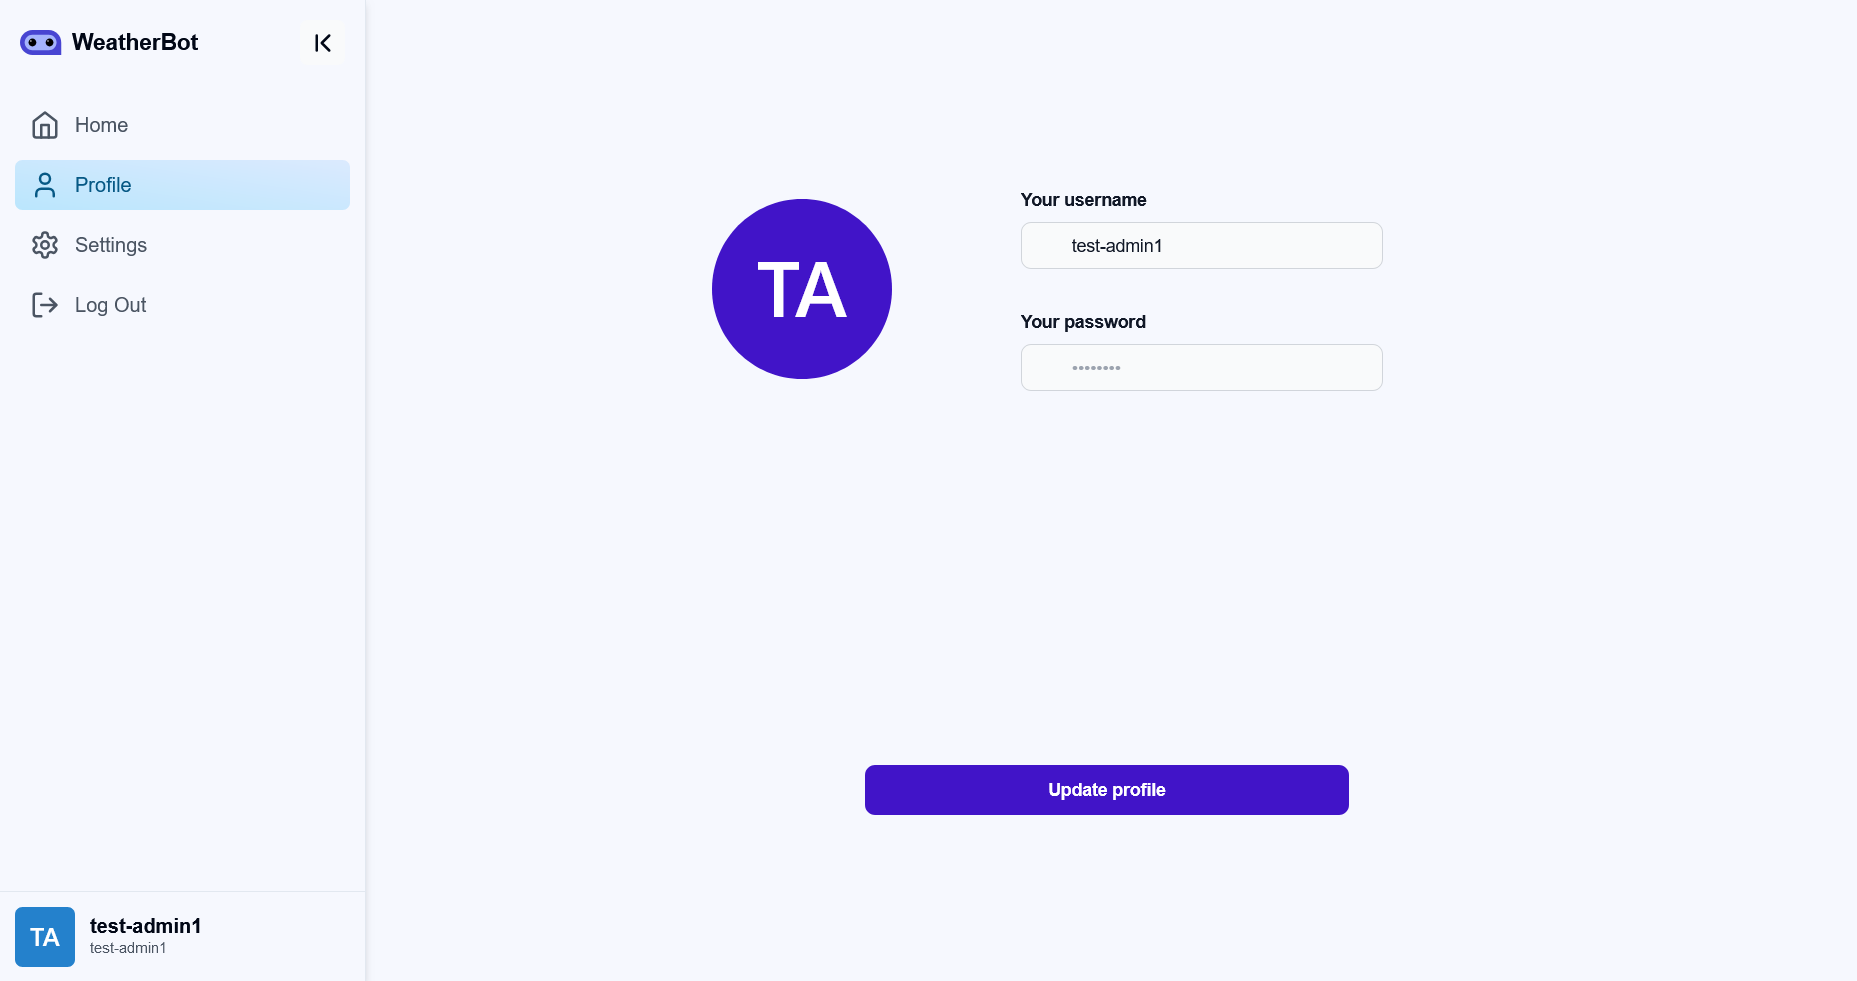 WeatherBot
Home
Profile
Settings
Log Out
TA
Your username
test-admin1
Your password
••••••••
Update profile
TA
test-admin1
test-admin1